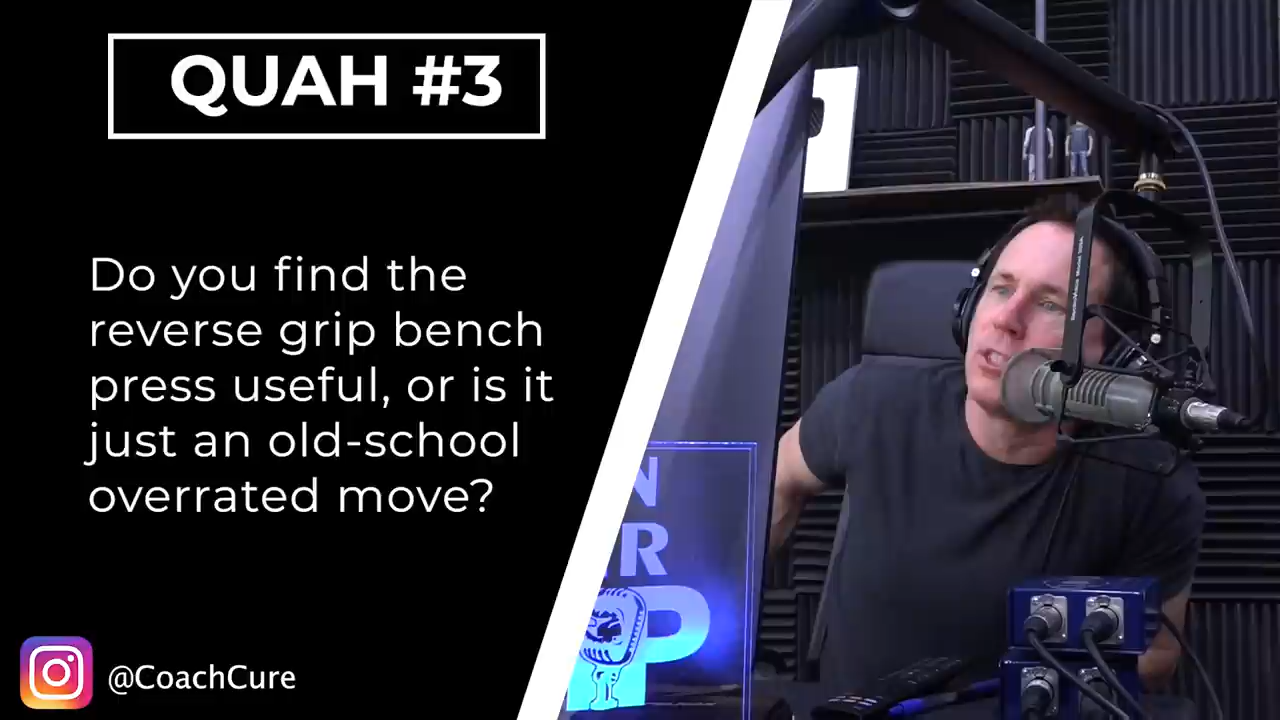 QUAH #3
Do you find the
reverse grip bench
press useful, or is it
just an old-school
overrated move?
@CoachCure
N
R
P